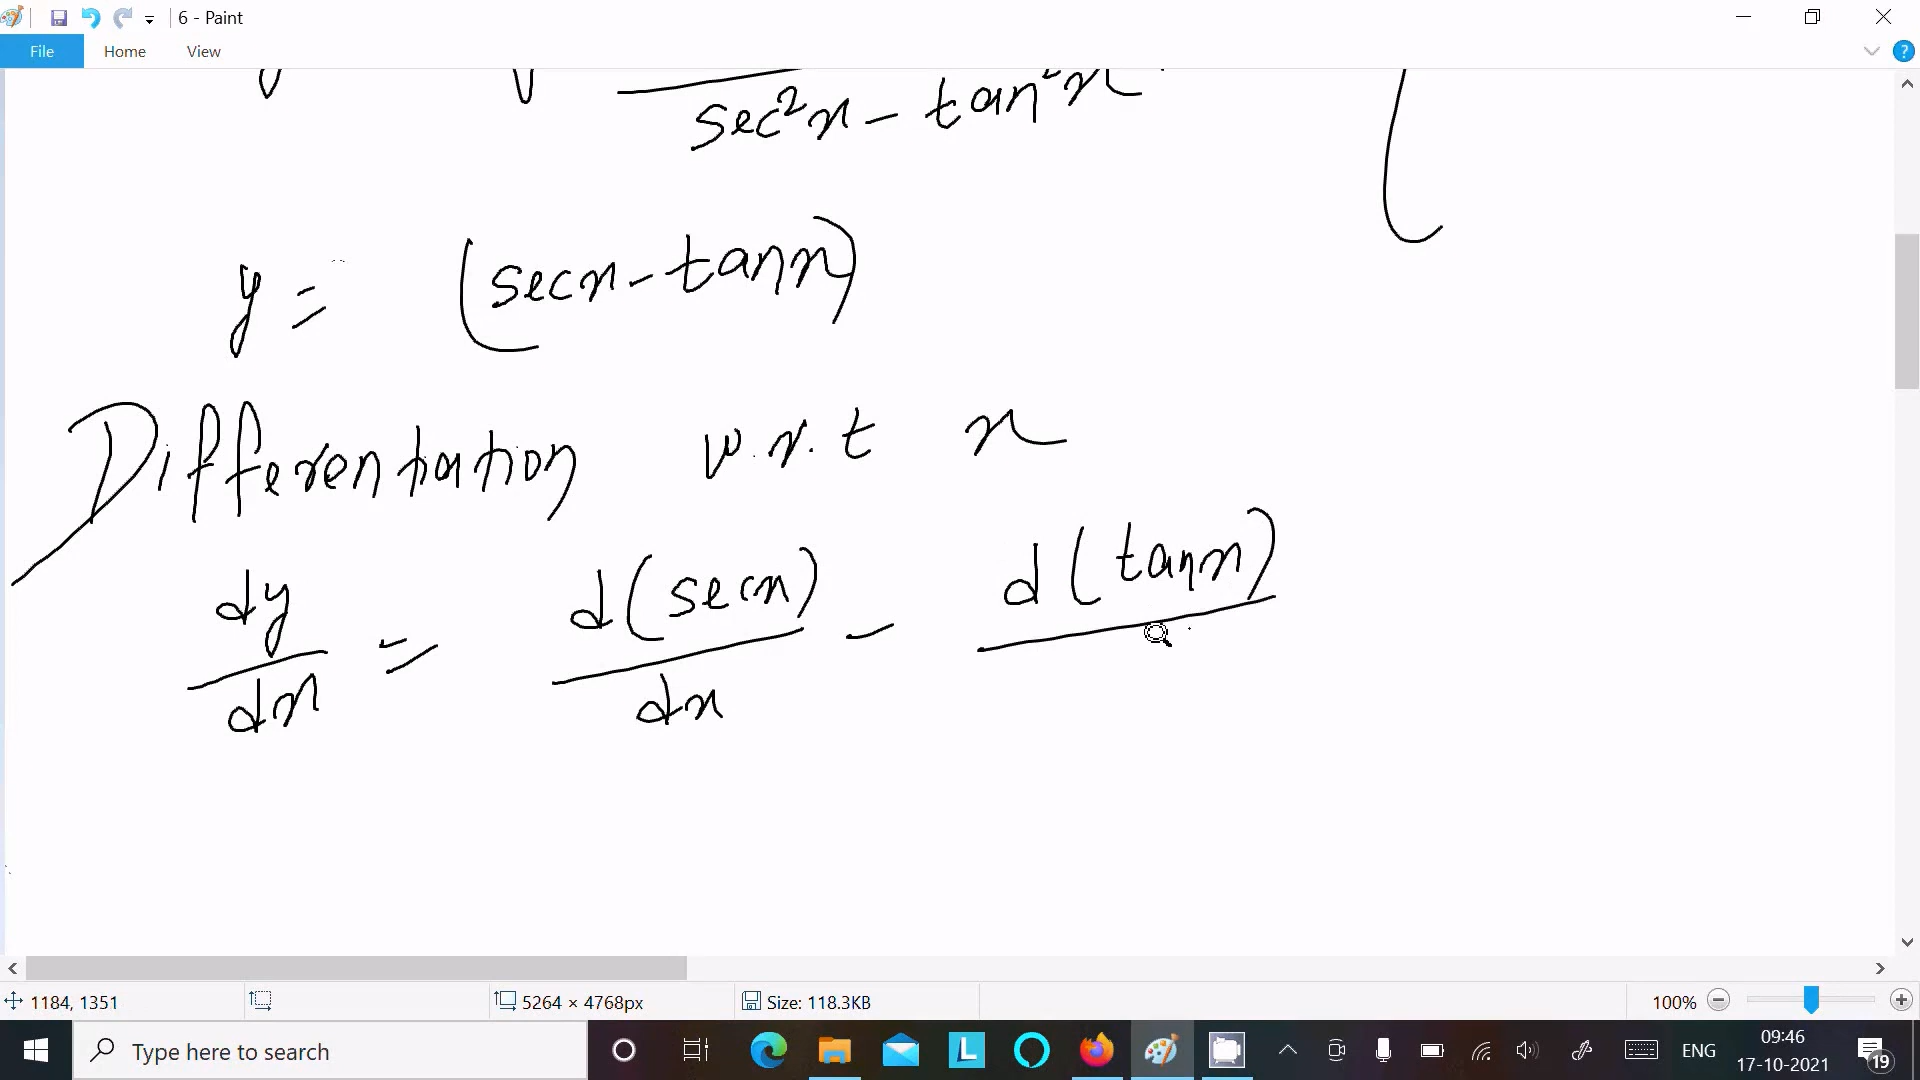 6 - Paint
File Home View
sec²x - tan²x
y = (secx - tanx)
Differentiation w.r.t x
dy/dx = d(secx)/dx - d(tanx)
1184, 1351 5264 × 4768px Size: 118.3KB 100%
Type here to search L ENG 09:46
17-10-2021 19